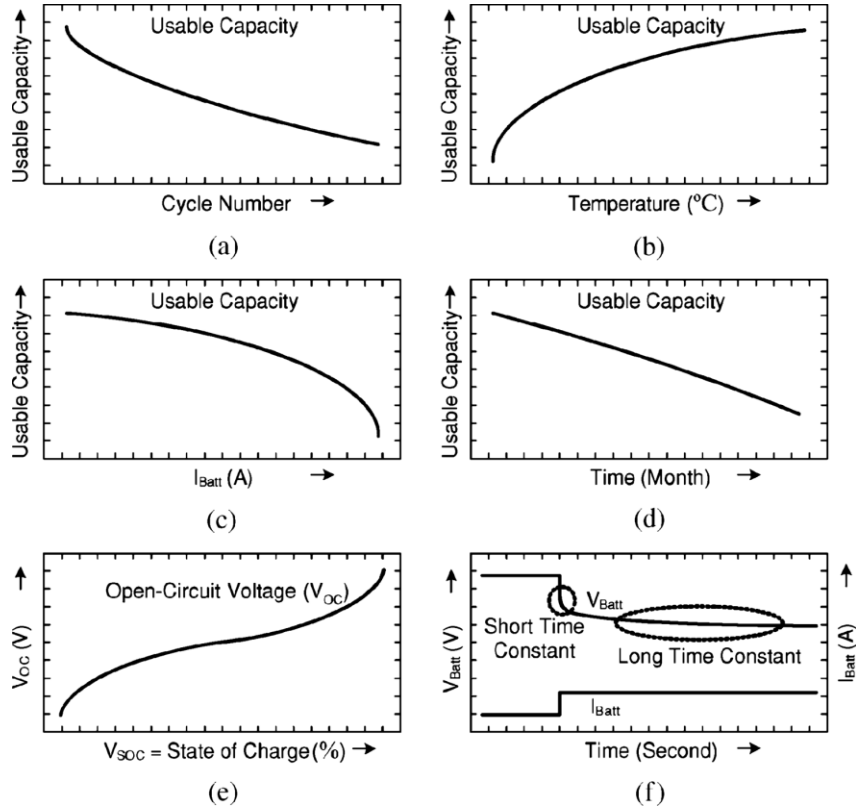 Usable Capacity
Usable Capacity →
Cycle Number →
(a)
Usable Capacity
Usable Capacity →
Temperature (ºC) →
(b)
Usable Capacity
Usable Capacity →
I_Batt (A) →
(c)
Usable Capacity
Usable Capacity →
Time (Month) →
(d)
Open-Circuit Voltage (V_OC)
V_OC (V) →
V_SOC = State of Charge (%) →
(e)
V_Batt
Short Time
Constant
Long Time Constant
I_Batt
V_Batt (V) →
I_Batt (A) →
Time (Second) →
(f)